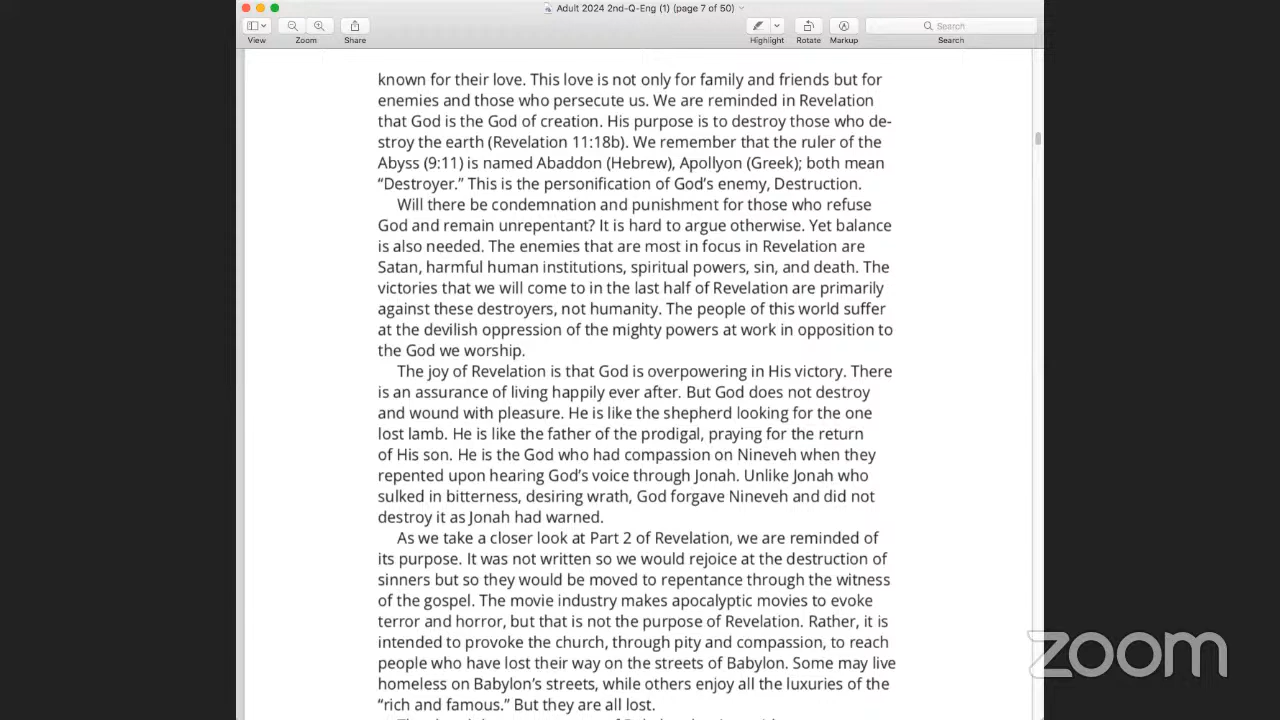 Adult 2024 2nd-Q-Eng (1) (page 7 of 50)
View
Zoom
Share
Highlight
Rotate
Markup
Search
Search
known for their love. This love is not only for family and friends but for
enemies and those who persecute us. We are reminded in Revelation
that God is the God of creation. His purpose is to destroy those who de-
stroy the earth (Revelation 11:18b). We remember that the ruler of the
Abyss (9:11) is named Abaddon (Hebrew), Apollyon (Greek); both mean
“Destroyer.” This is the personification of God’s enemy, Destruction.
Will there be condemnation and punishment for those who refuse
God and remain unrepentant? It is hard to argue otherwise. Yet balance
is also needed. The enemies that are most in focus in Revelation are
Satan, harmful human institutions, spiritual powers, sin, and death. The
victories that we will come to in the last half of Revelation are primarily
against these destroyers, not humanity. The people of this world suffer
at the devilish oppression of the mighty powers at work in opposition to
the God we worship.
The joy of Revelation is that God is overpowering in His victory. There
is an assurance of living happily ever after. But God does not destroy
and wound with pleasure. He is like the shepherd looking for the one
lost lamb. He is like the father of the prodigal, praying for the return
of His son. He is the God who had compassion on Nineveh when they
repented upon hearing God’s voice through Jonah. Unlike Jonah who
sulked in bitterness, desiring wrath, God forgave Nineveh and did not
destroy it as Jonah had warned.
As we take a closer look at Part 2 of Revelation, we are reminded of
its purpose. It was not written so we would rejoice at the destruction of
sinners but so they would be moved to repentance through the witness
of the gospel. The movie industry makes apocalyptic movies to evoke
terror and horror, but that is not the purpose of Revelation. Rather, it is
intended to provoke the church, through pity and compassion, to reach
people who have lost their way on the streets of Babylon. Some may live
homeless on Babylon’s streets, while others enjoy all the luxuries of the
“rich and famous.” But they are all lost.
zoom